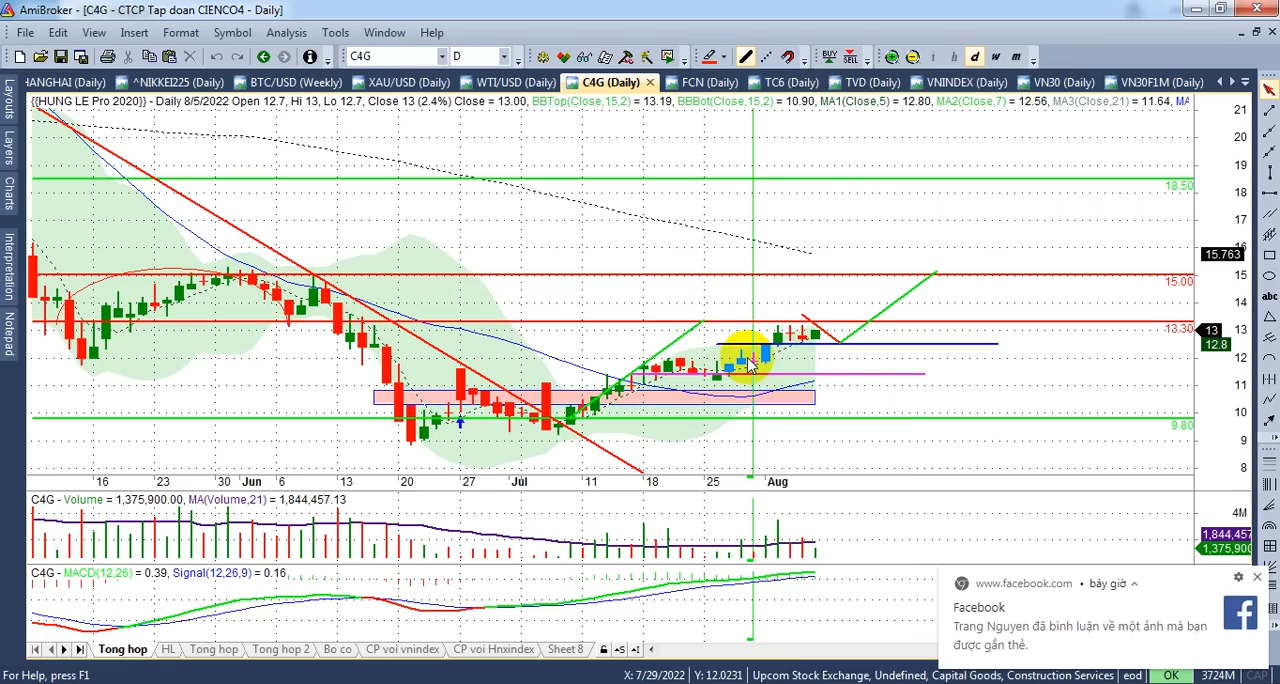 AmiBroker - [C4G - CTCP Tap doan CIENCO4 - Daily]
File Edit View Insert Format Symbol Analysis Tools Window Help
C4G D BUY SELL i h d w m
HANGHAI (Daily) ^NIKKEI225 (Daily) BTC/USD (Weekly) XAU/USD (Daily) WTI/USD (Daily) C4G (Daily) FCN (Daily) TC6 (Daily) TVD (Daily) VNINDEX (Daily) VN30 (Daily) VN30F1M (Daily)
Layouts
Layers
Charts
Interpretation
Notepad
{{HUNG LE Pro 2020}} - Daily 8/5/2022 Open 12.7, Hi 13, Lo 12.7, Close 13 (2.4%) Close = 13.00, BBTop(Close,15,2) = 13.19, BBBot(Close,15,2) = 10.90, MA1(Close,5) = 12.80, MA2(Close,7) = 12.56, MA3(Close,21) = 11.64, MA
21
20
19
18.50
18
17
16
15.763
15
15.00
14
13.30
13
13
12.8
12
11
10
9.80
9
8
16 23 30 Jun 6 13 20 27 Jul 11 18 25 Aug
C4G - Volume = 1,375,900.00, MA(Volume,21) = 1,844,457.13
4M
1,844,457
1,375,900
C4G - MACD(12,26) = 0.39, Signal(12,26,9) = 0.16
abc
www.facebook.com • bây giờ
Facebook
Trang Nguyen đã bình luận về một ảnh mà bạn
được gắn thẻ.
Tong hop HL Tong hop Tong hop 2 Bo co CP voi vnindex CP voi Hnxindex Sheet 8
For Help, press F1 X: 7/29/2022 Y: 12.0231 Upcom Stock Exchange, Undefined, Capital Goods, Construction Services eod OK 3724M CAP